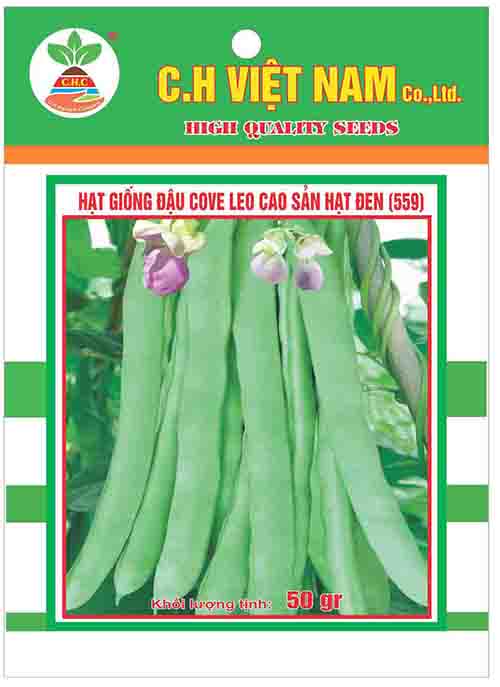 C.H.C
®
C.H VIỆT NAM Co.,Ltd.
HIGH QUALITY SEEDS
HẠT GIỐNG ĐẬU COVE LEO CAO SẢN HẠT ĐEN (559)
Khối lượng tịnh: 50 gr